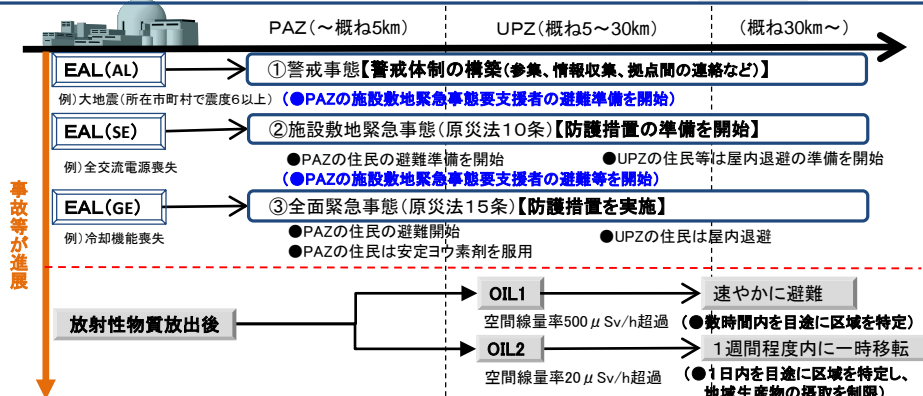 PAZ(～概ね5km)
UPZ(概ね5～30km)
(概ね30km～)
EAL(AL)
①警戒事態【警戒体制の構築(参集、情報収集、拠点間の連絡など)】
例)大地震(所在市町村で震度6以上)
(●PAZの施設敷地緊急事態要支援者の避難準備を開始)
EAL(SE)
②施設敷地緊急事態(原災法10条)【防護措置の準備を開始】
例)全交流電源喪失
●PAZの住民の避難準備を開始
●UPZの住民等は屋内退避の準備を開始
(●PAZの施設敷地緊急事態要支援者の避難等を開始)
EAL(GE)
③全面緊急事態(原災法15条)【防護措置を実施】
例)冷却機能喪失
●PAZの住民の避難開始
●UPZの住民は屋内退避
●PAZの住民は安定ヨウ素剤を服用
事故等が進展
放射性物質放出後
OIL1
速やかに避難
空間線量率500μSv/h超過
(●数時間内を目途に区域を特定)
OIL2
1週間程度内に一時移転
空間線量率20μSv/h超過
(●1日内を目途に区域を特定し、
地域生産物の摂取を制限)